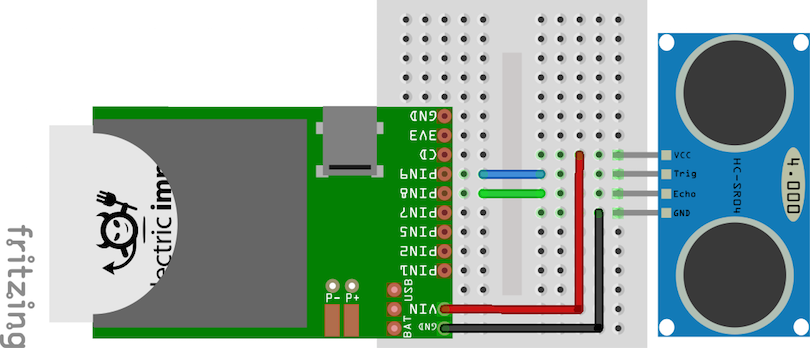 GND
3V3
CD
PIN9
PIN8
PIN7
PIN5
PIN2
PIN1
USB
VIN
BAT
GND
P- P+
electric imp
fritzing
VCC
Trig
Echo
GND
HC-SR04
4.000